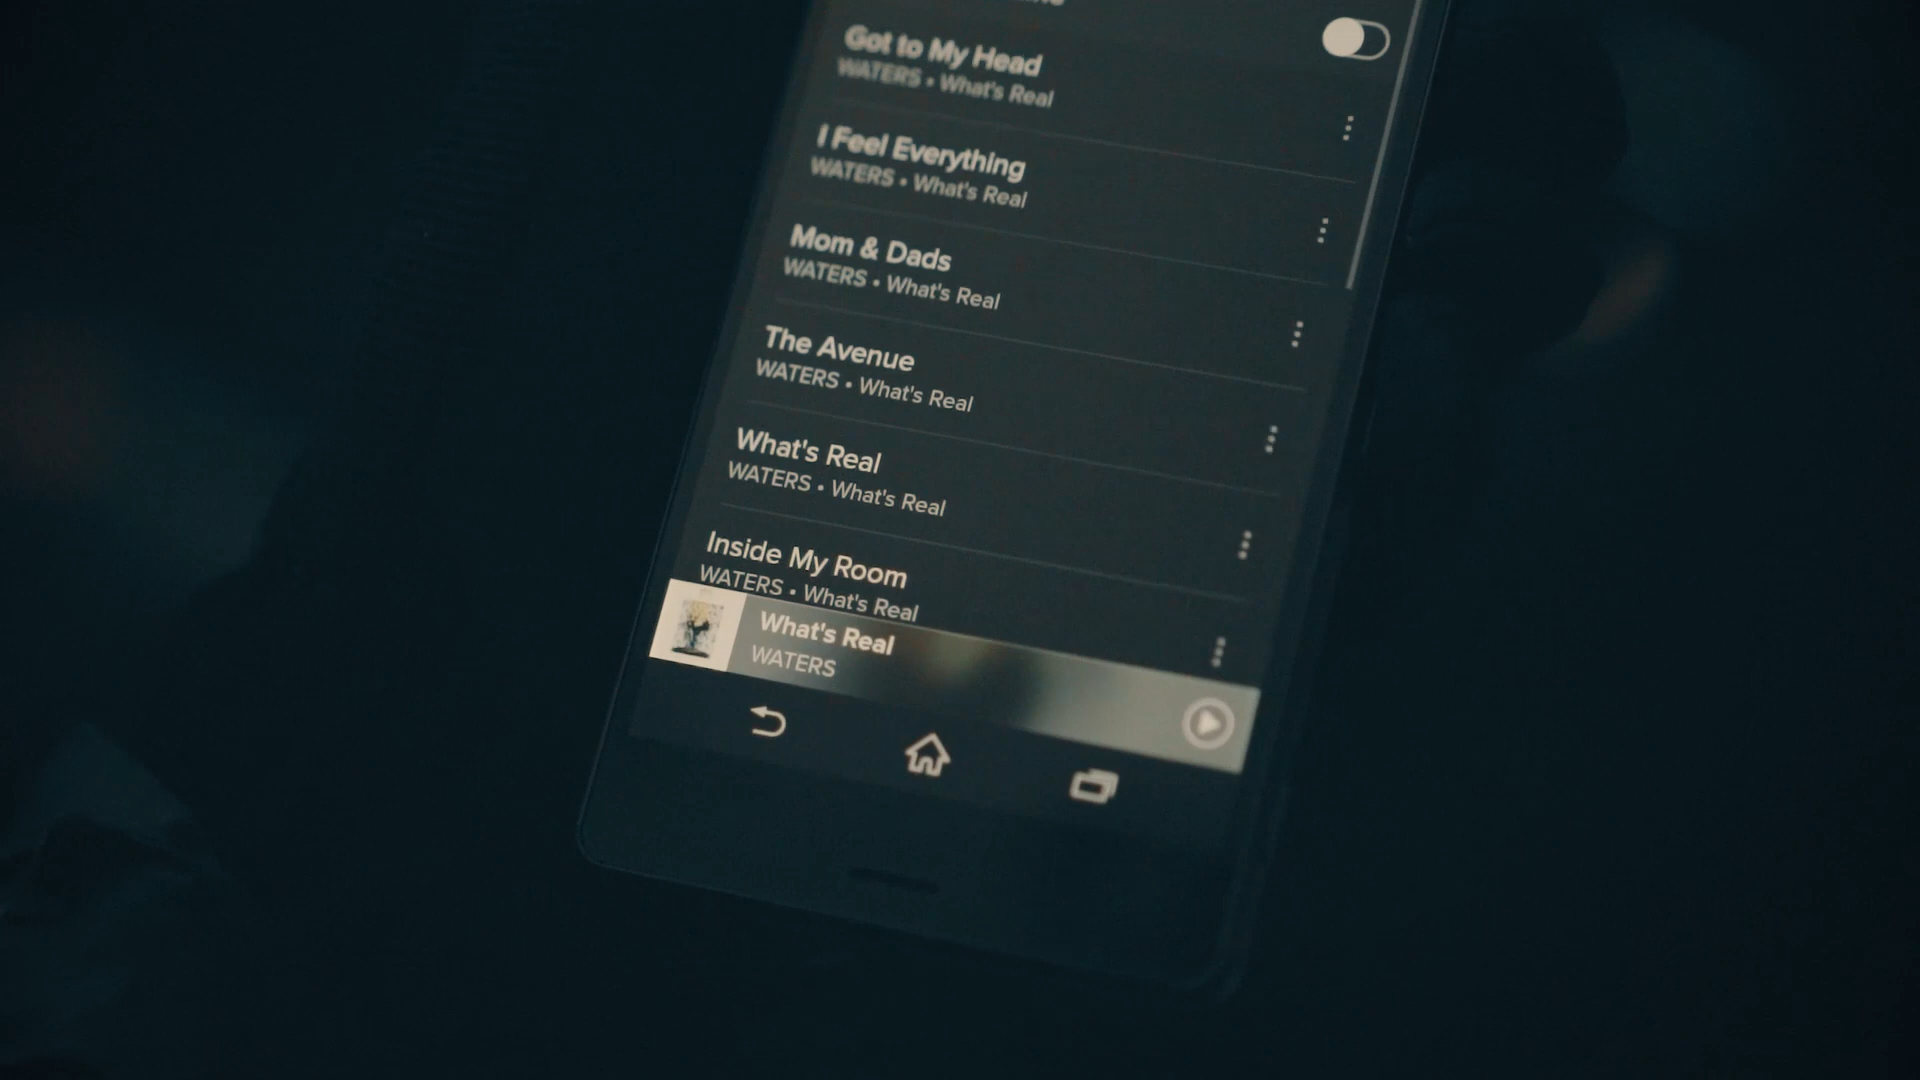 Got to My Head
WATERS • What's Real
I Feel Everything
WATERS • What's Real
Mom & Dads
WATERS • What's Real
The Avenue
WATERS • What's Real
What's Real
WATERS • What's Real
Inside My Room
WATERS • What's Real
What's Real
WATERS